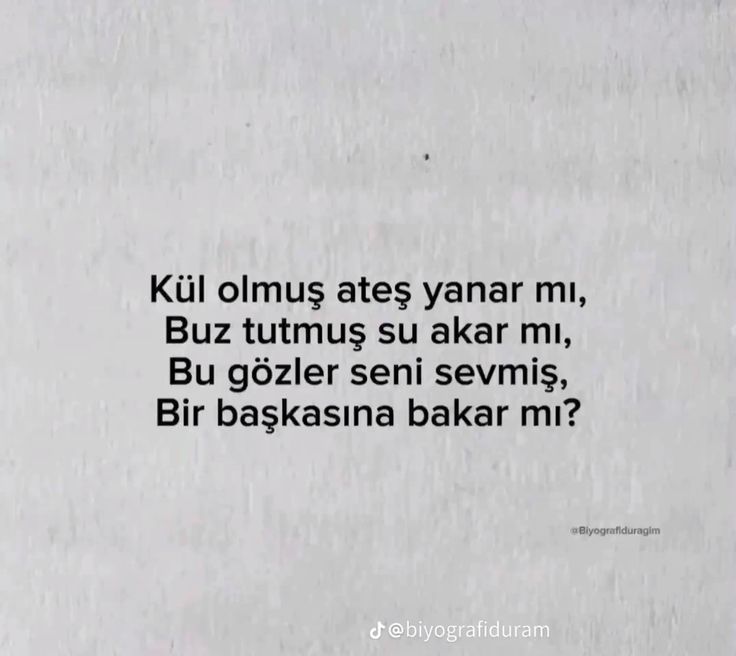 Kül olmuş ateş yanar mı,
Buz tutmuş su akar mı,
Bu gözler seni sevmiş,
Bir başkasına bakar mı?
@Biyografiduragim
@biyografiduram